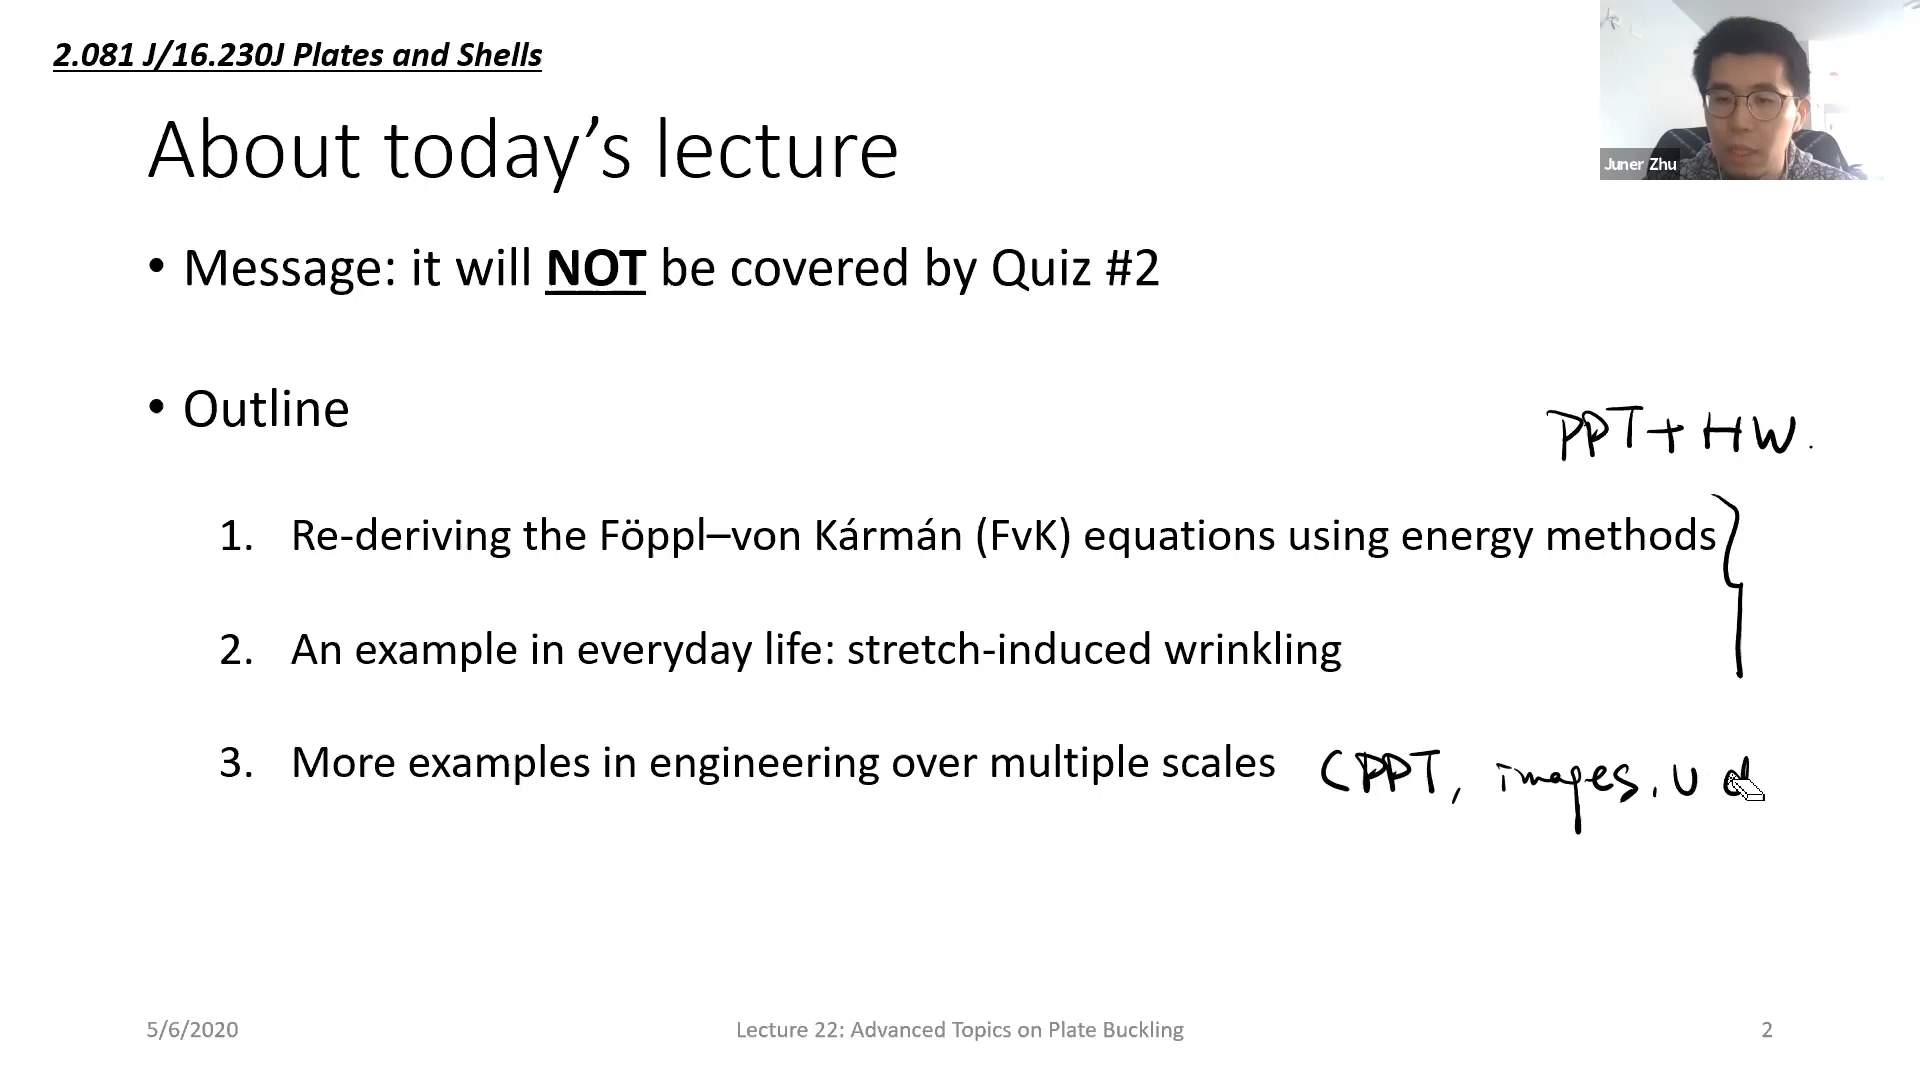 2.081 J/16.230J Plates and Shells
About today’s lecture
Juner Zhu
• Message: it will NOT be covered by Quiz #2
• Outline
PPT + HW.
1. Re-deriving the Föppl–von Kármán (FvK) equations using energy methods
2. An example in everyday life: stretch-induced wrinkling
3. More examples in engineering over multiple scales (PPT, images.
5/6/2020
Lecture 22: Advanced Topics on Plate Buckling
2